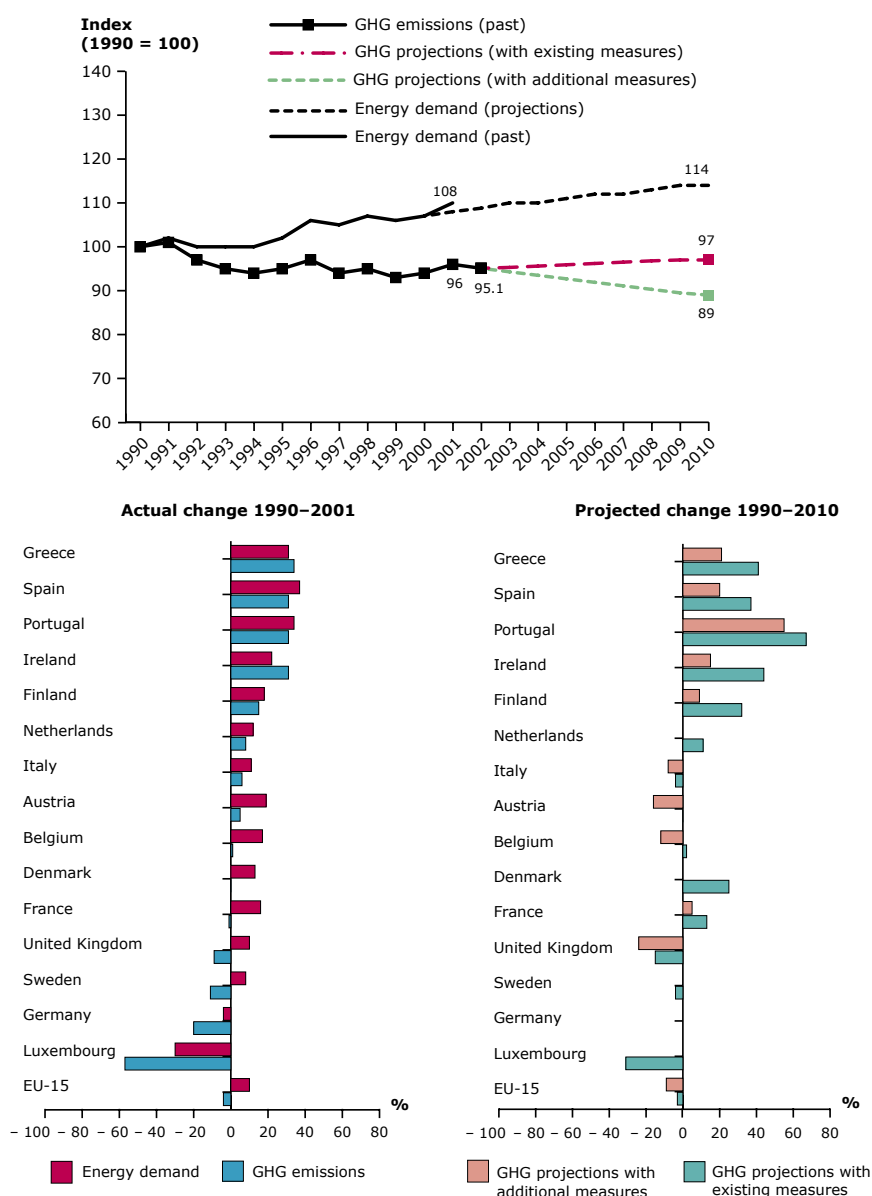 Index
(1990 = 100)
GHG emissions (past)
GHG projections (with existing measures)
GHG projections (with additional measures)
Energy demand (projections)
Energy demand (past)
140
130
120
110
100
90
80
70
60
108
114
97
96
95.1
89
1990
1991
1992
1993
1994
1995
1996
1997
1998
1999
2000
2001
2002
2003
2004
2005
2006
2007
2008
2009
2010
Actual change 1990–2001
Greece
Spain
Portugal
Ireland
Finland
Netherlands
Italy
Austria
Belgium
Denmark
France
United Kingdom
Sweden
Germany
Luxembourg
EU-15
%
– 100 – 80 – 60 – 40 – 20 0 20 40 60 80
Energy demand
GHG emissions
Projected change 1990–2010
Greece
Spain
Portugal
Ireland
Finland
Netherlands
Italy
Austria
Belgium
Denmark
France
United Kingdom
Sweden
Germany
Luxembourg
EU-15
%
– 100 – 80 – 60 – 40 – 20 0 20 40 60 80
GHG projections with
additional measures
GHG projections with
existing measures